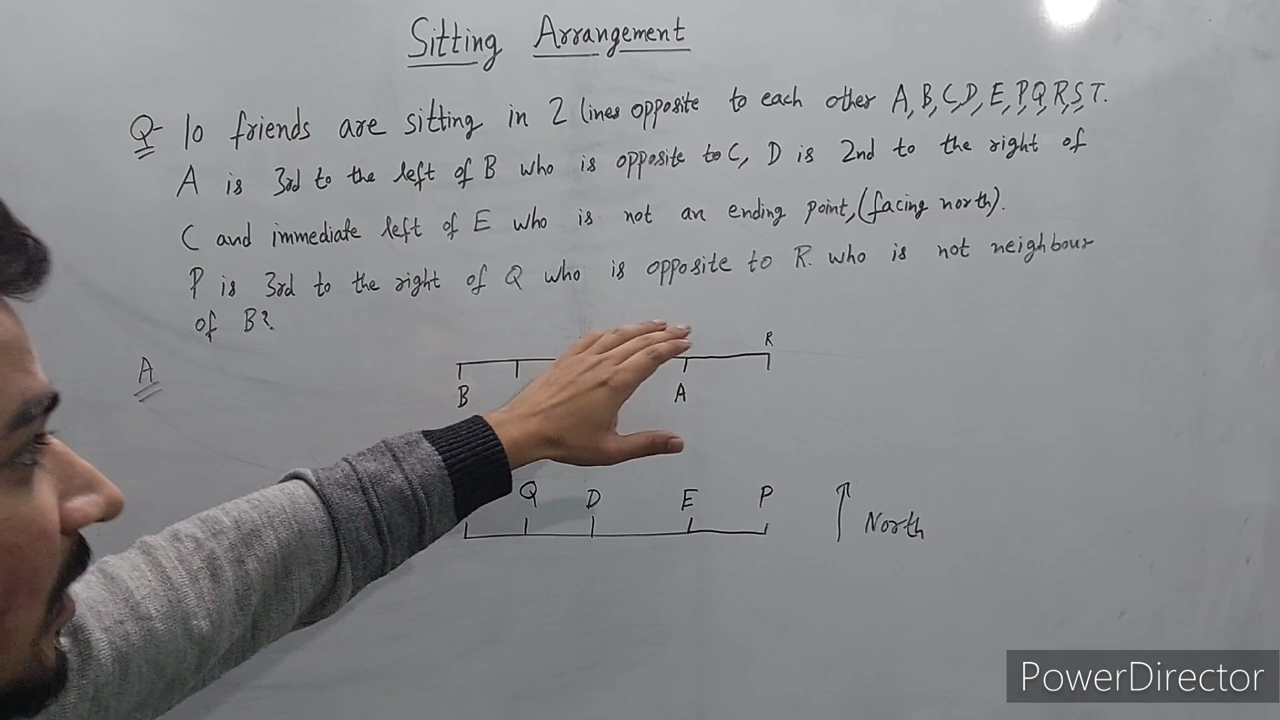 Sitting Arrangement
Q- 10 friends are sitting in 2 lines opposite to each other A, B, C, D, E, P, Q, R, S, T.
A is 3rd to the left of B who is opposite to C, D is 2nd to the right of
C and immediate left of E who is not an ending point, (facing north).
P is 3rd to the right of Q who is opposite to R. who is not neighbour
of B?
A
R
B A
Q D E P
North
PowerDirector